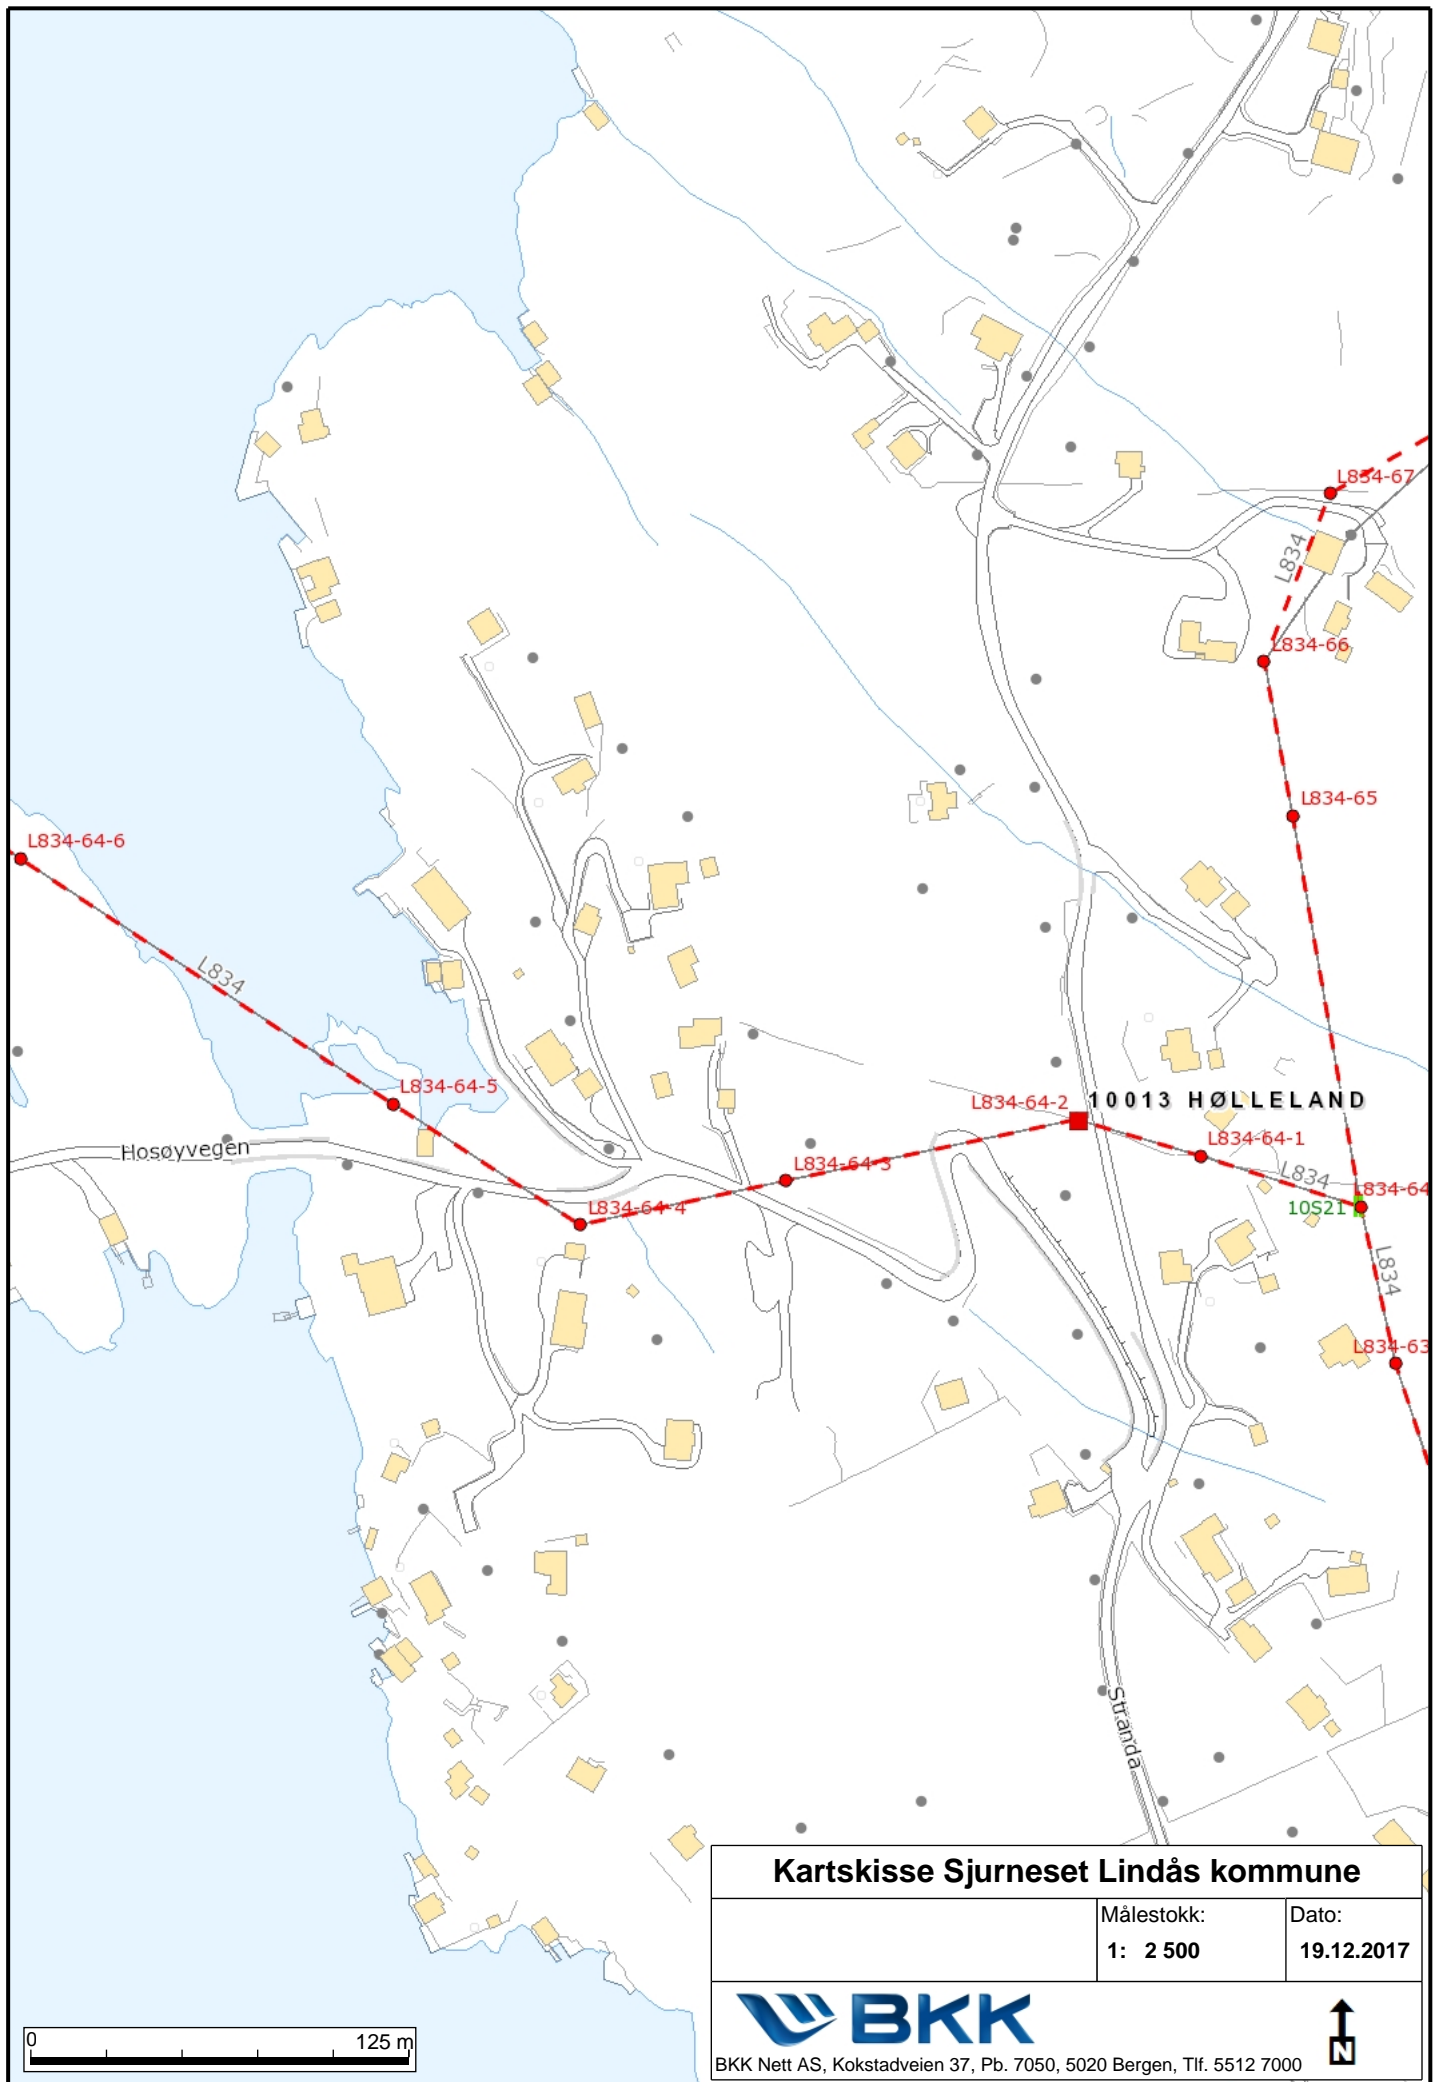 L834-67
L834
L834-66
L834-65
L834-64-6
L834
L834-64-5
L834-64-2
10013 HØLLELAND
L834-64-1
Hosøyvegen
L834-64-3
L834
L834-64
10S21
L834-64-4
L834
L834-63
Stranda
Kartskisse Sjurneset Lindås kommune
Målestokk:
Dato:
1: 2 500
19.12.2017
BKK
N
0
125 m
BKK Nett AS, Kokstadveien 37, Pb. 7050, 5020 Bergen, Tlf. 5512 7000